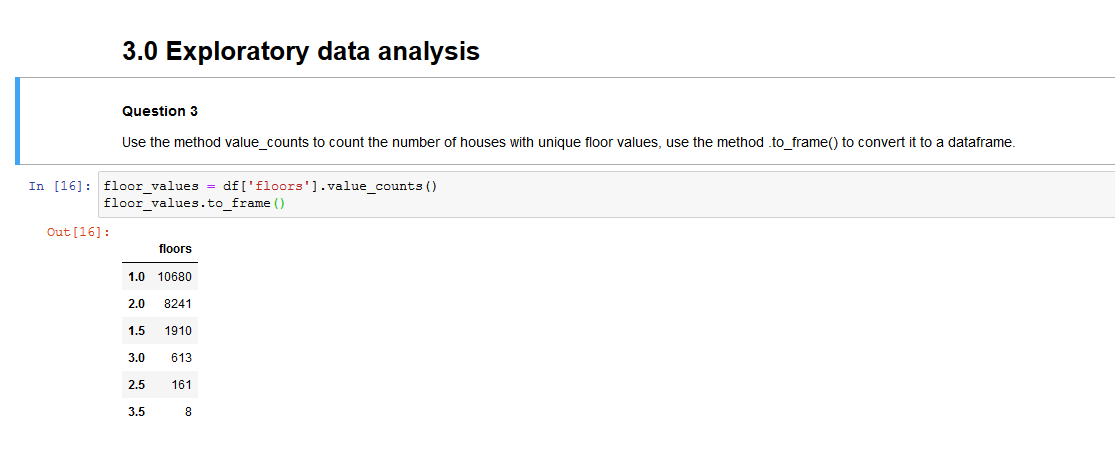 3.0 Exploratory data analysis
Question 3
Use the method value_counts to count the number of houses with unique floor values, use the method .to_frame() to convert it to a dataframe.
In [16]: floor_values = df['floors'].value_counts()
floor_values.to_frame()
Out[16]:
floors
1.0 10680
2.0 8241
1.5 1910
3.0 613
2.5 161
3.5 8